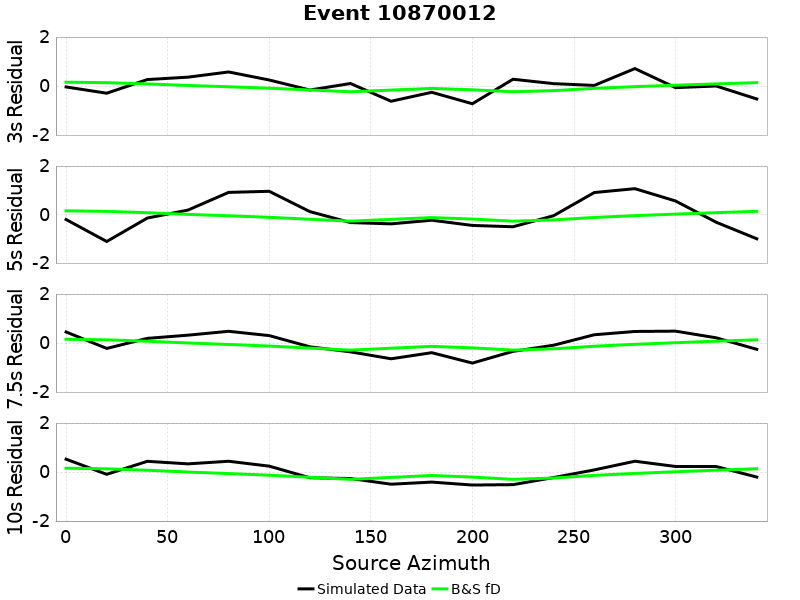 Event 10870012
3s Residual
2
0
-2
5s Residual
2
0
-2
7.5s Residual
2
0
-2
10s Residual
2
0
-2
0 50 100 150 200 250 300
Source Azimuth
Simulated Data B&S fD